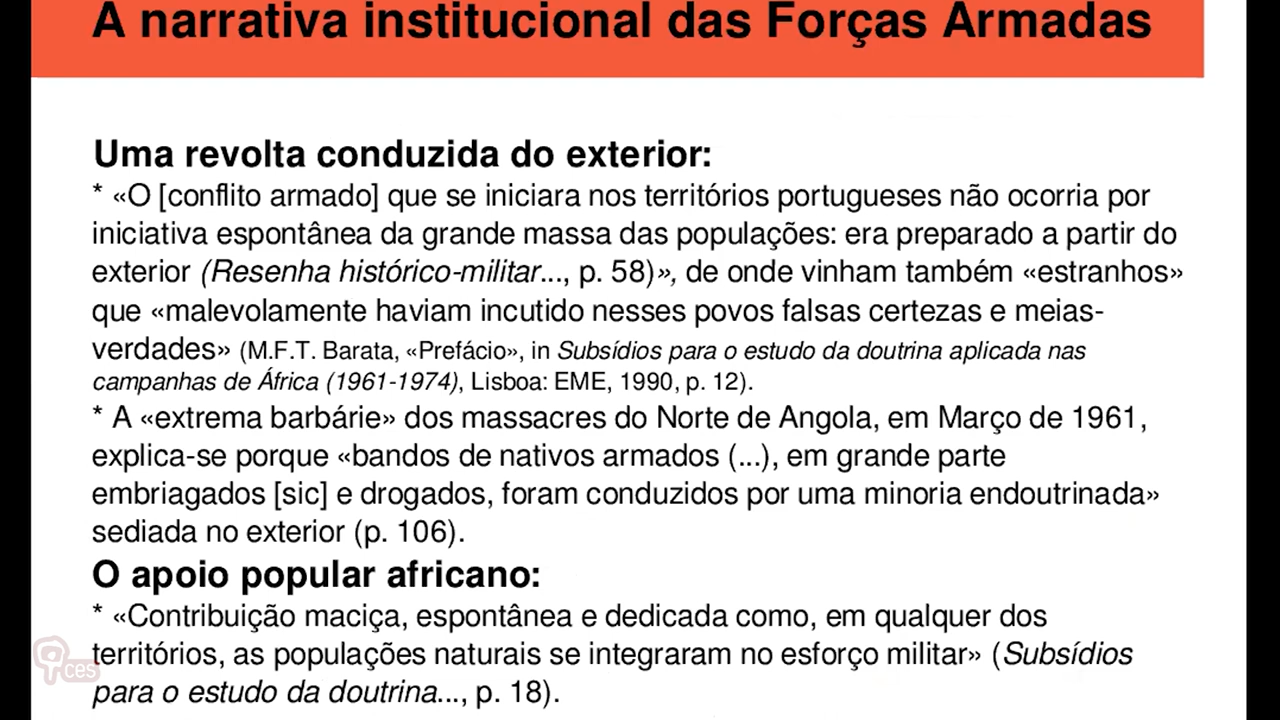 A narrativa institucional das Forças Armadas
Uma revolta conduzida do exterior:
* «O [conflito armado] que se iniciara nos territórios portugueses não ocorria por
iniciativa espontânea da grande massa das populações: era preparado a partir do
exterior (Resenha histórico-militar..., p. 58)», de onde vinham também «estranhos»
que «malevolamente haviam incutido nesses povos falsas certezas e meias-
verdades» (M.F.T. Barata, «Prefácio», in Subsídios para o estudo da doutrina aplicada nas
campanhas de África (1961-1974), Lisboa: EME, 1990, p. 12).
* A «extrema barbárie» dos massacres do Norte de Angola, em Março de 1961,
explica-se porque «bandos de nativos armados (...), em grande parte
embriagados [sic] e drogados, foram conduzidos por uma minoria endoutrinada»
sediada no exterior (p. 106).
O apoio popular africano:
* «Contribuição maciça, espontânea e dedicada como, em qualquer dos
territórios, as populações naturais se integraram no esforço militar» (Subsídios
para o estudo da doutrina..., p. 18).
ces